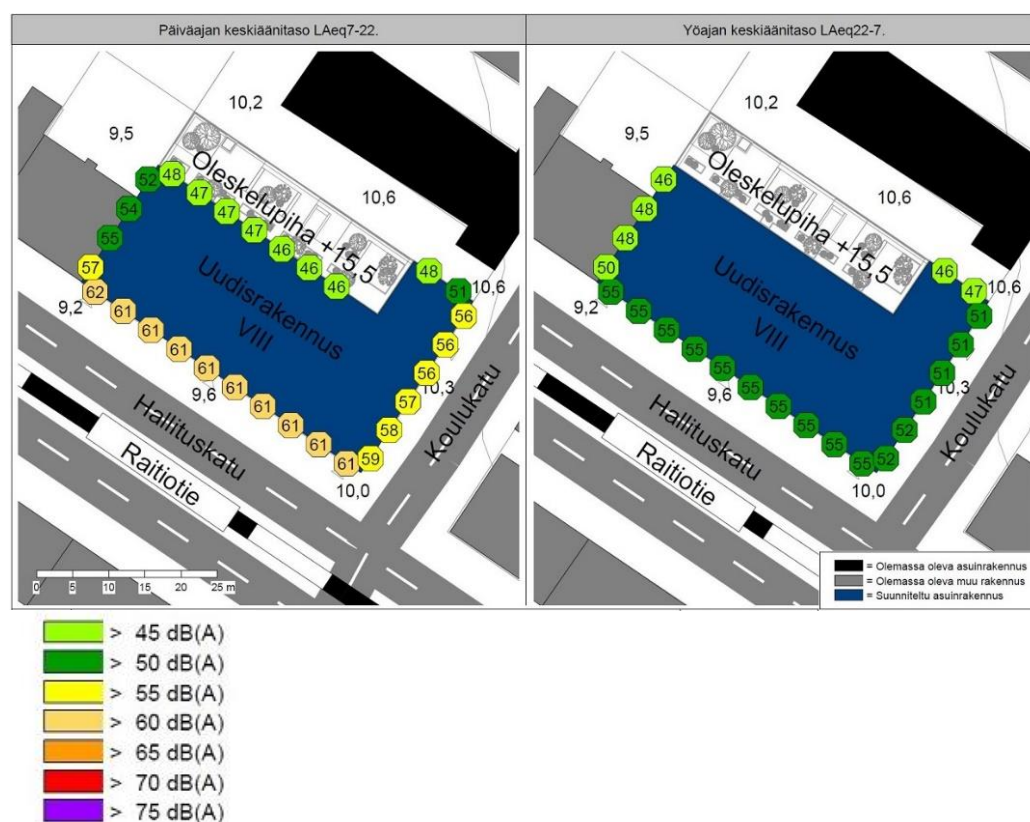 Päiväajan keskiäänitaso LAeq7-22.
Yöajan keskiäänitaso LAeq22-7.
10,2
9,5
10,6
Oleskelupiha +15,5
52
48
47
47
47
46
46
46
48
51
54
55
57
62
61
61
61
61
61
61
61
61
61
59
58
57
56
56
56
10,6
10,3
9,2
9,6
10,0
Uudisrakennus
VIII
Hallituskatu
Raitiotie
Koulukatu
0 5 10 15 20 25 m
10,2
9,5
10,6
Oleskelupiha +15,5
46
48
48
50
55
55
55
55
55
55
55
55
55
55
52
52
51
51
51
51
47
46
10,6
10,3
9,2
9,6
10,0
Uudisrakennus
VIII
Hallituskatu
Raitiotie
Koulukatu
= Olemassa oleva asuinrakennus
= Olemassa oleva muu rakennus
= Suunniteltu asuinrakennus
> 45 dB(A)
> 50 dB(A)
> 55 dB(A)
> 60 dB(A)
> 65 dB(A)
> 70 dB(A)
> 75 dB(A)